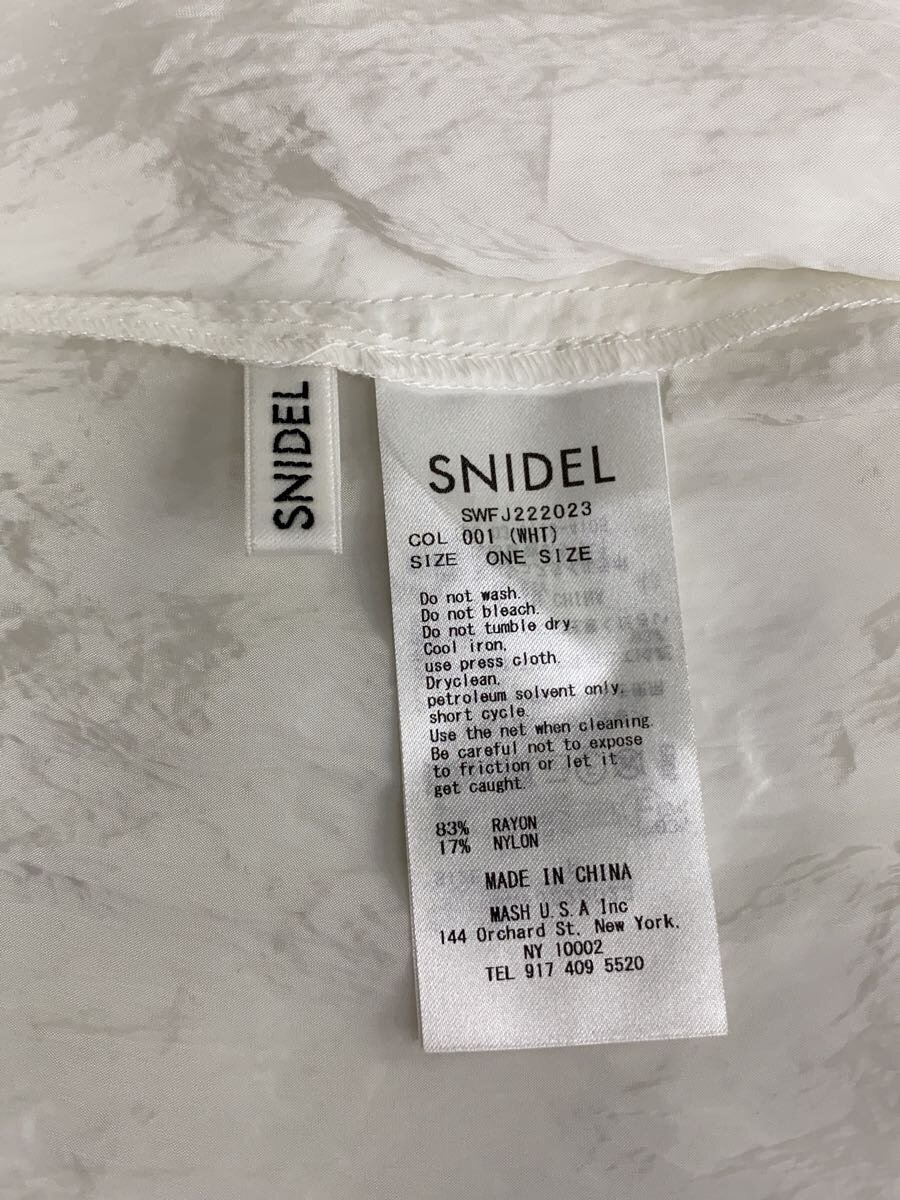 SNIDEL
SNIDEL
SWFJ222023
COL 001 (WHT)
SIZE ONE SIZE
Do not wash.
Do not bleach.
Do not tumble dry.
Cool iron,
use press cloth.
Dryclean,
petroleum solvent only,
short cycle.
Use the net when cleaning.
Be careful not to expose
to friction or let it
get caught.
83% RAYON
17% NYLON
MADE IN CHINA
MASH U.S.A Inc
144 Orchard St. New York,
NY 10002
TEL 917 409 5520